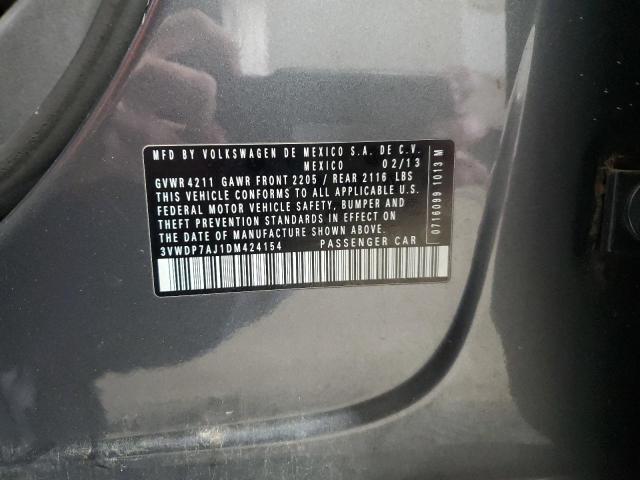 MFD BY VOLKSWAGEN DE MEXICO S.A. DE C.V.
MEXICO 02/13
GVWR 4211 GAWR FRONT 2205 / REAR 2116 LBS
THIS VEHICLE CONFORMS TO ALL APPLICABLE U.S.
FEDERAL MOTOR VEHICLE SAFETY, BUMPER AND
THEFT PREVENTION STANDARDS IN EFFECT ON
THE DATE OF MANUFACTURE SHOWN ABOVE.
3VWDP7AJ1DM424154 PASSENGER CAR
0716099 1013 M